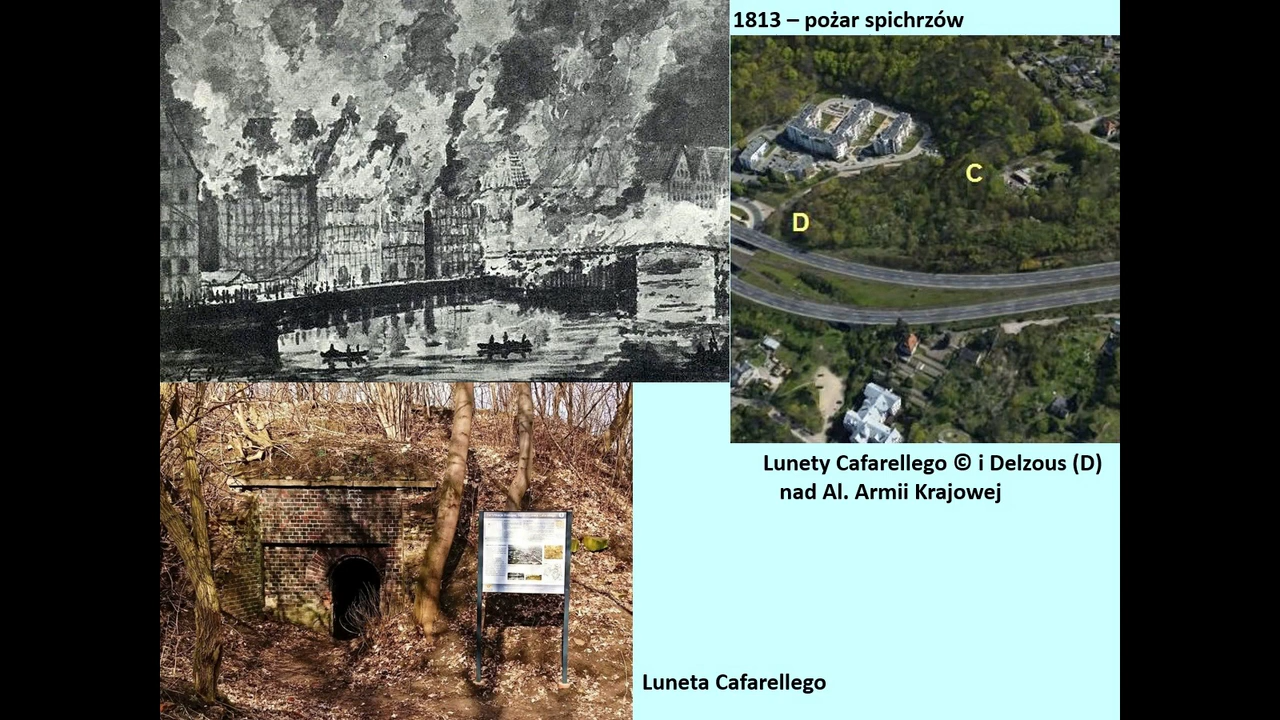 1813 – pożar spichrzów
C
D
Lunety Cafarellego © i Delzous (D)
nad Al. Armii Krajowej
Luneta Cafarellego